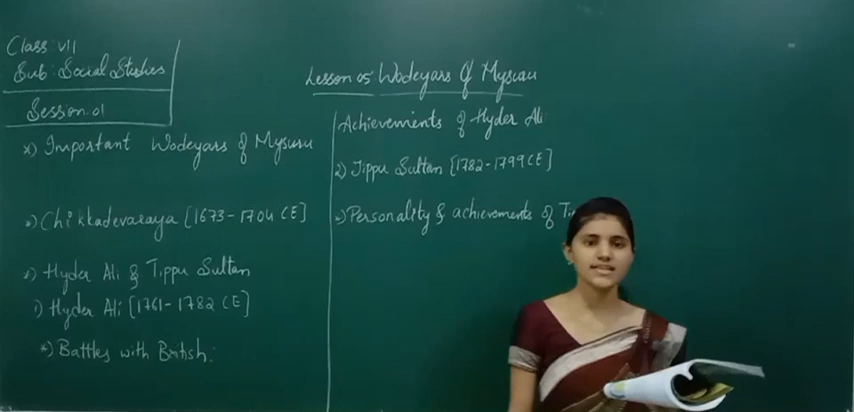 Class VII
Sub: Social Studies
Session 01
Lesson 05 Wodeyars of Mysuru
*) Important Wodeyars of Mysuru
*) Chikkadevaraya [1673-1704 CE]
*) Hyder Ali & Tippu Sultan
1) Hyder Ali [1761-1782 CE]
*) Battles with British:
Achievements of Hyder Ali
2) Tippu Sultan [1782-1799 CE]
*) Personality & achievements of Ti